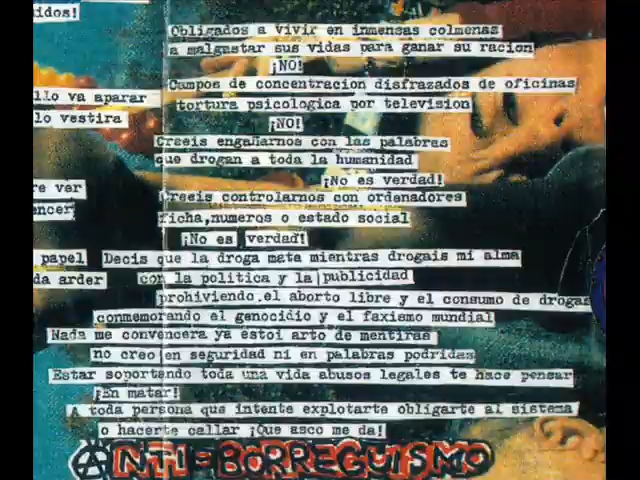 idos!
Obligados a vivir en inmensas colmenas
a malgastar sus vidas para ganar su racion
¡NO!
Campos de concentracion disfrazados de oficinas
llo va aparar
tortura psicologica por television
lo vestira
¡NO!
Creeis engañarnos con las palabras
que drogan a toda la humanidad
¡No es verdad!
re ver
Creeis controlarnos con ordenadores
encer
ficha,numeros o estado social
¡No es verdad!
papel
Decis que la droga mata mientras drogais mi alma
da arder
con la politica y la publicidad
prohiviendo.el aborto libre y el consumo de drogas
conmemorando el genocidio y el faxismo mundial
Nada me convencera ya estoi arto de mentiras
no creo en seguridad ni en palabras podridas
Estar soportando toda una vida abusos legales te hace pensar
¡En matar!
A toda persona que intente explotarte obligarte al sistema
o hacerte callar ¡Que asco me da!
ANTI-BORREGUISMO